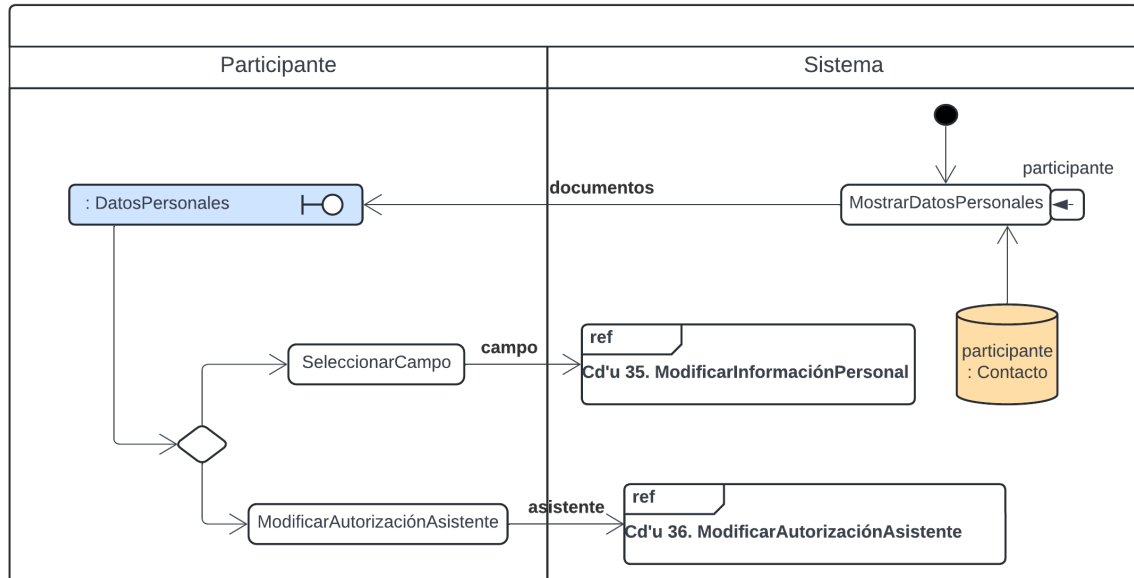 Participante
Sistema
participante
documentos
: DatosPersonales
MostrarDatosPersonales
ref
campo
SeleccionarCampo
Cd'u 35. ModificarInformaciónPersonal
participante
: Contacto
ref
asistente
ModificarAutorizaciónAsistente
Cd'u 36. ModificarAutorizaciónAsistente